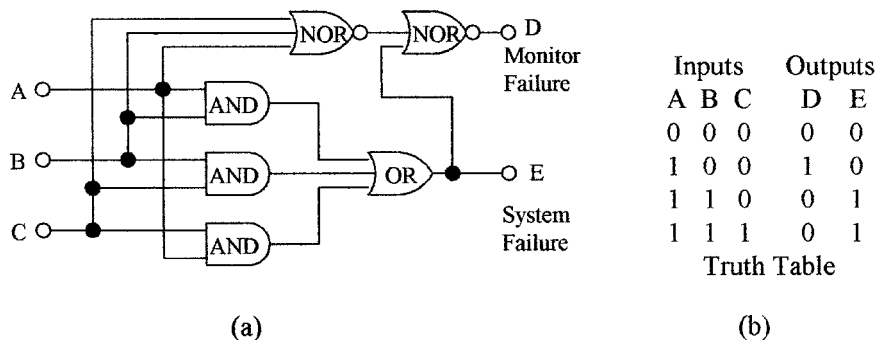 NOR
NOR
D
Monitor
Failure
A
AND
B
AND
OR
E
C
AND
System
Failure
(a)
Inputs Outputs
A B C D E
0 0 0 0 0
1 0 0 1 0
1 1 0 0 1
1 1 1 0 1
Truth Table
(b)